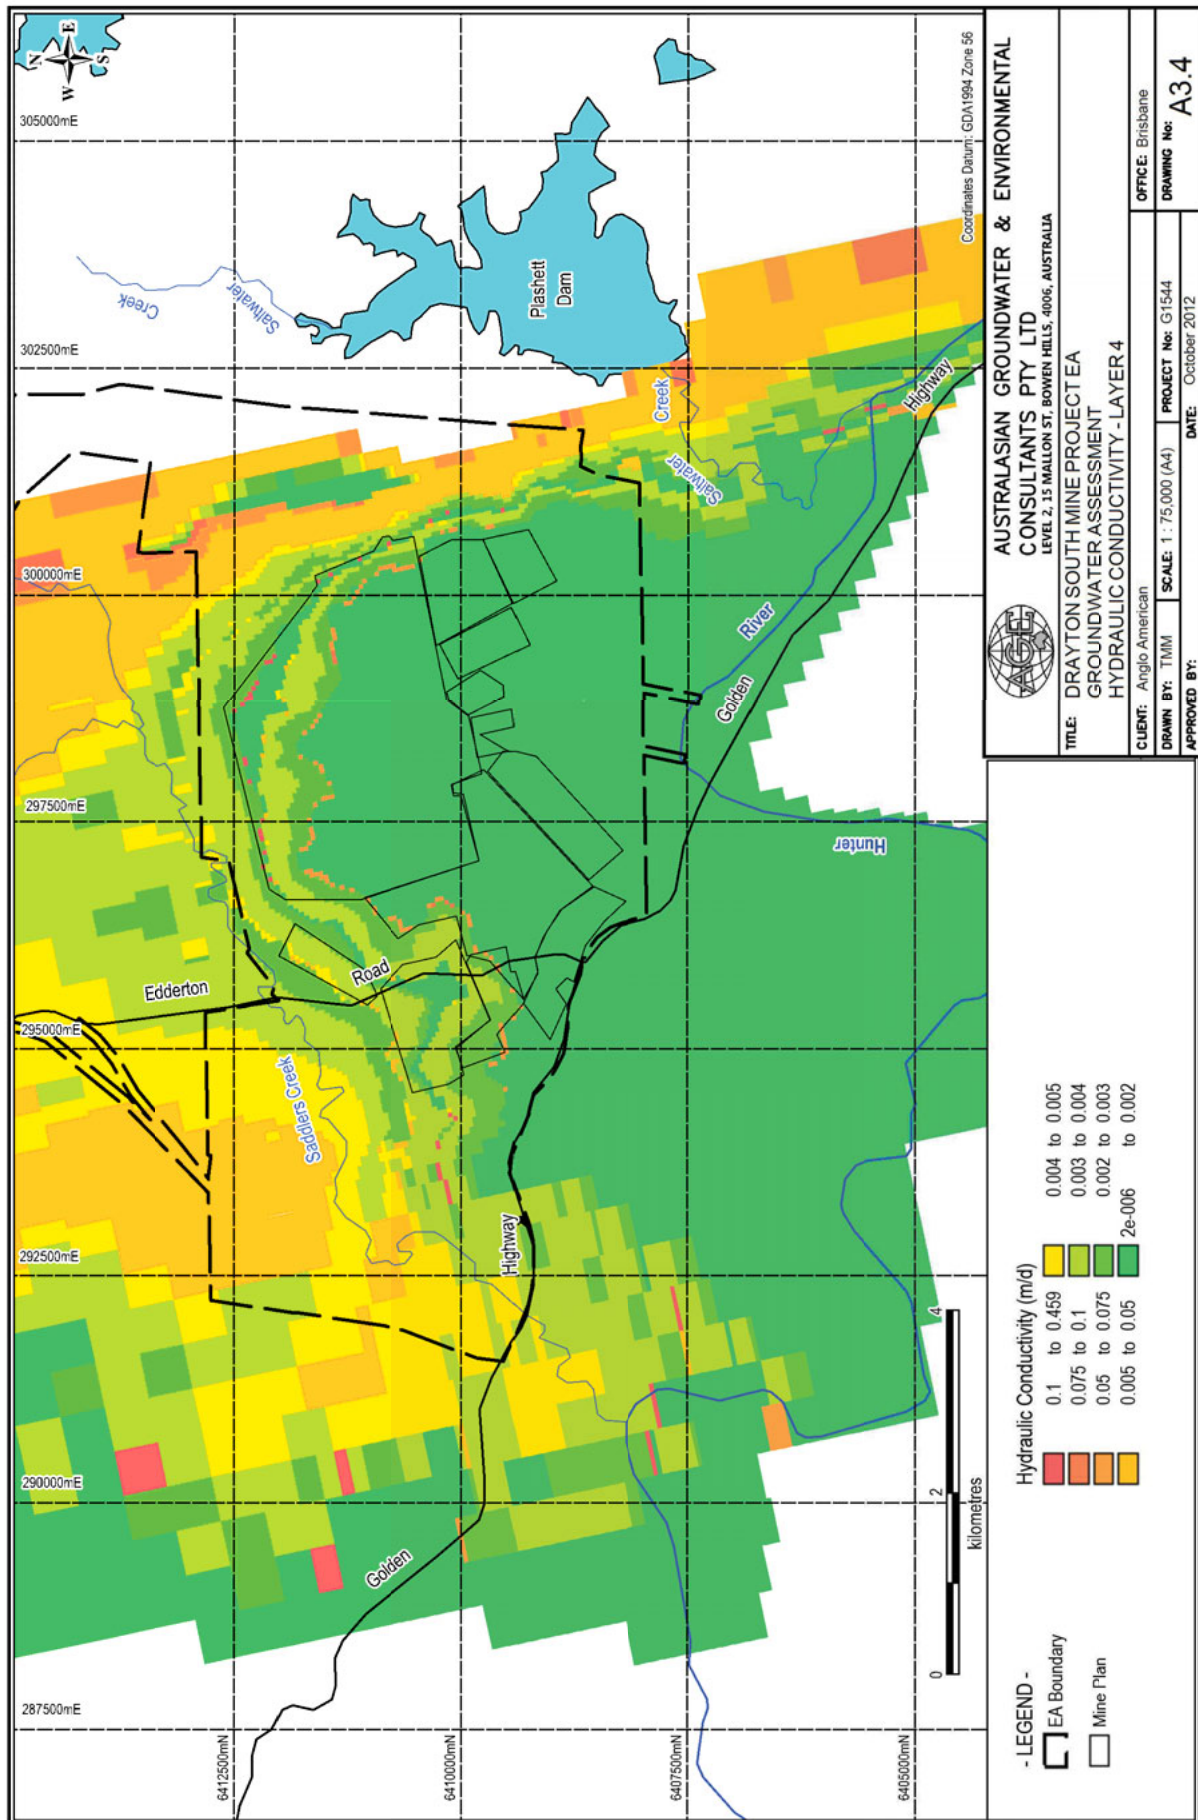 N
E
S
W
305000mE
302500mE
300000mE
297500mE
295000mE
292500mE
290000mE
287500mE
6412500mN
6410000mN
6407500mN
6405000mN
Saltwater
Creek
Plashett
Dam
Creek
Saltwater
Highway
River
Golden
Hunter
Edderton
Road
Saddlers Creek
Highway
Golden
Coordinates Datum: GDA1994 Zone 56
0 2 4
kilometres
- LEGEND -
EA Boundary
Mine Plan
Hydraulic Conductivity (m/d)
0.1 to 0.459
0.075 to 0.1
0.05 to 0.075
0.005 to 0.05
0.004 to 0.005
0.003 to 0.004
0.002 to 0.003
2e-006 to 0.002
AGE
AUSTRALASIAN GROUNDWATER & ENVIRONMENTAL
CONSULTANTS PTY LTD
LEVEL 2, 15 MALLON ST, BOWEN HILLS, 4006, AUSTRALIA
TITLE: DRAYTON SOUTH MINE PROJECT EA
GROUNDWATER ASSESSMENT
HYDRAULIC CONDUCTIVITY - LAYER 4
CLIENT: Anglo American
OFFICE: Brisbane
DRAWN BY: TMM
SCALE: 1 : 75,000 (A4)
PROJECT No: G1544
DRAWING No:
A3.4
APPROVED BY:
DATE: October 2012